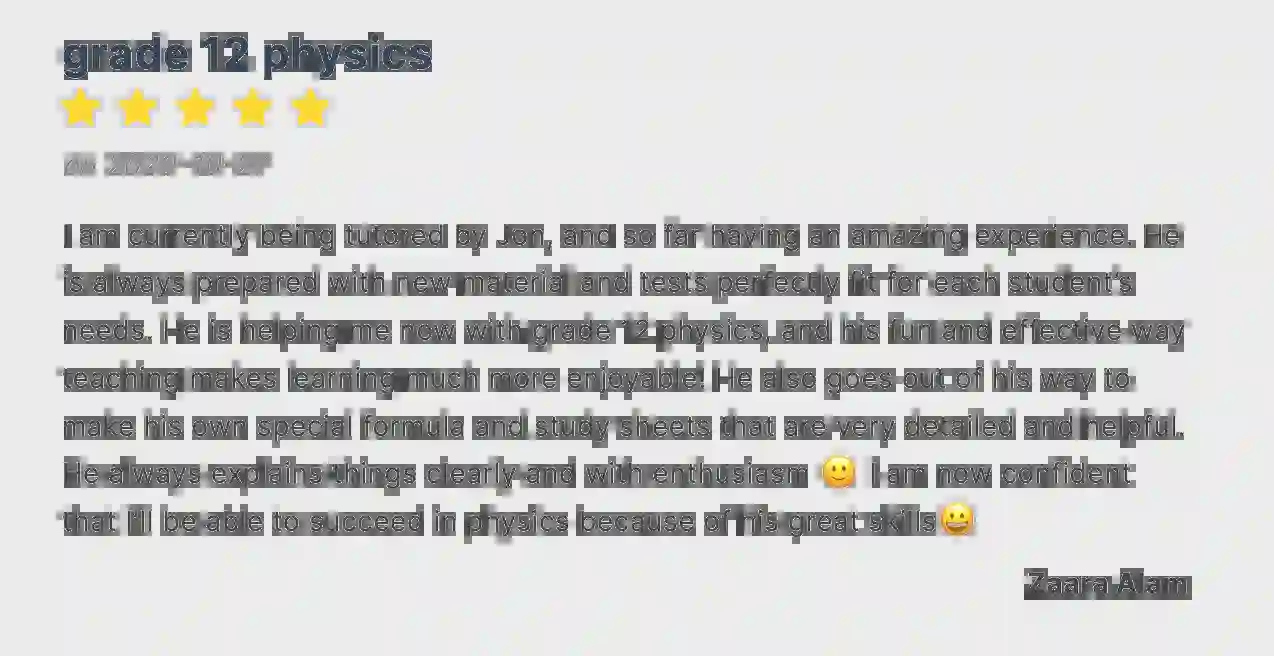 grade 12 physics
I am currently being tutored by Jon, and so far having an amazing experience. He
is always prepared with new material and tests perfectly fit for each student's
needs. He is helping me now with grade 12 physics, and his fun and effective way
teaching makes learning much more enjoyable! He also goes out of his way to
make his own special formula and study sheets that are very detailed and helpful.
He always explains things clearly and with enthusiasm 🙂 I am now confident
that I'll be able to succeed in physics because of his great skills😀
Zaara Alam